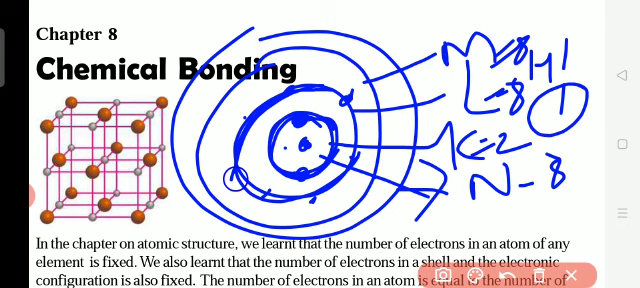 Chapter 8
Chemical Bonding
M-8
H 1
L-8
1
K=2
N-8
In the chapter on atomic structure, we learnt that the number of electrons in an atom of any
element is fixed. We also learnt that the number of electrons in a shell and the electronic
configuration is also fixed. The number of electrons in an atom is equal to the number of